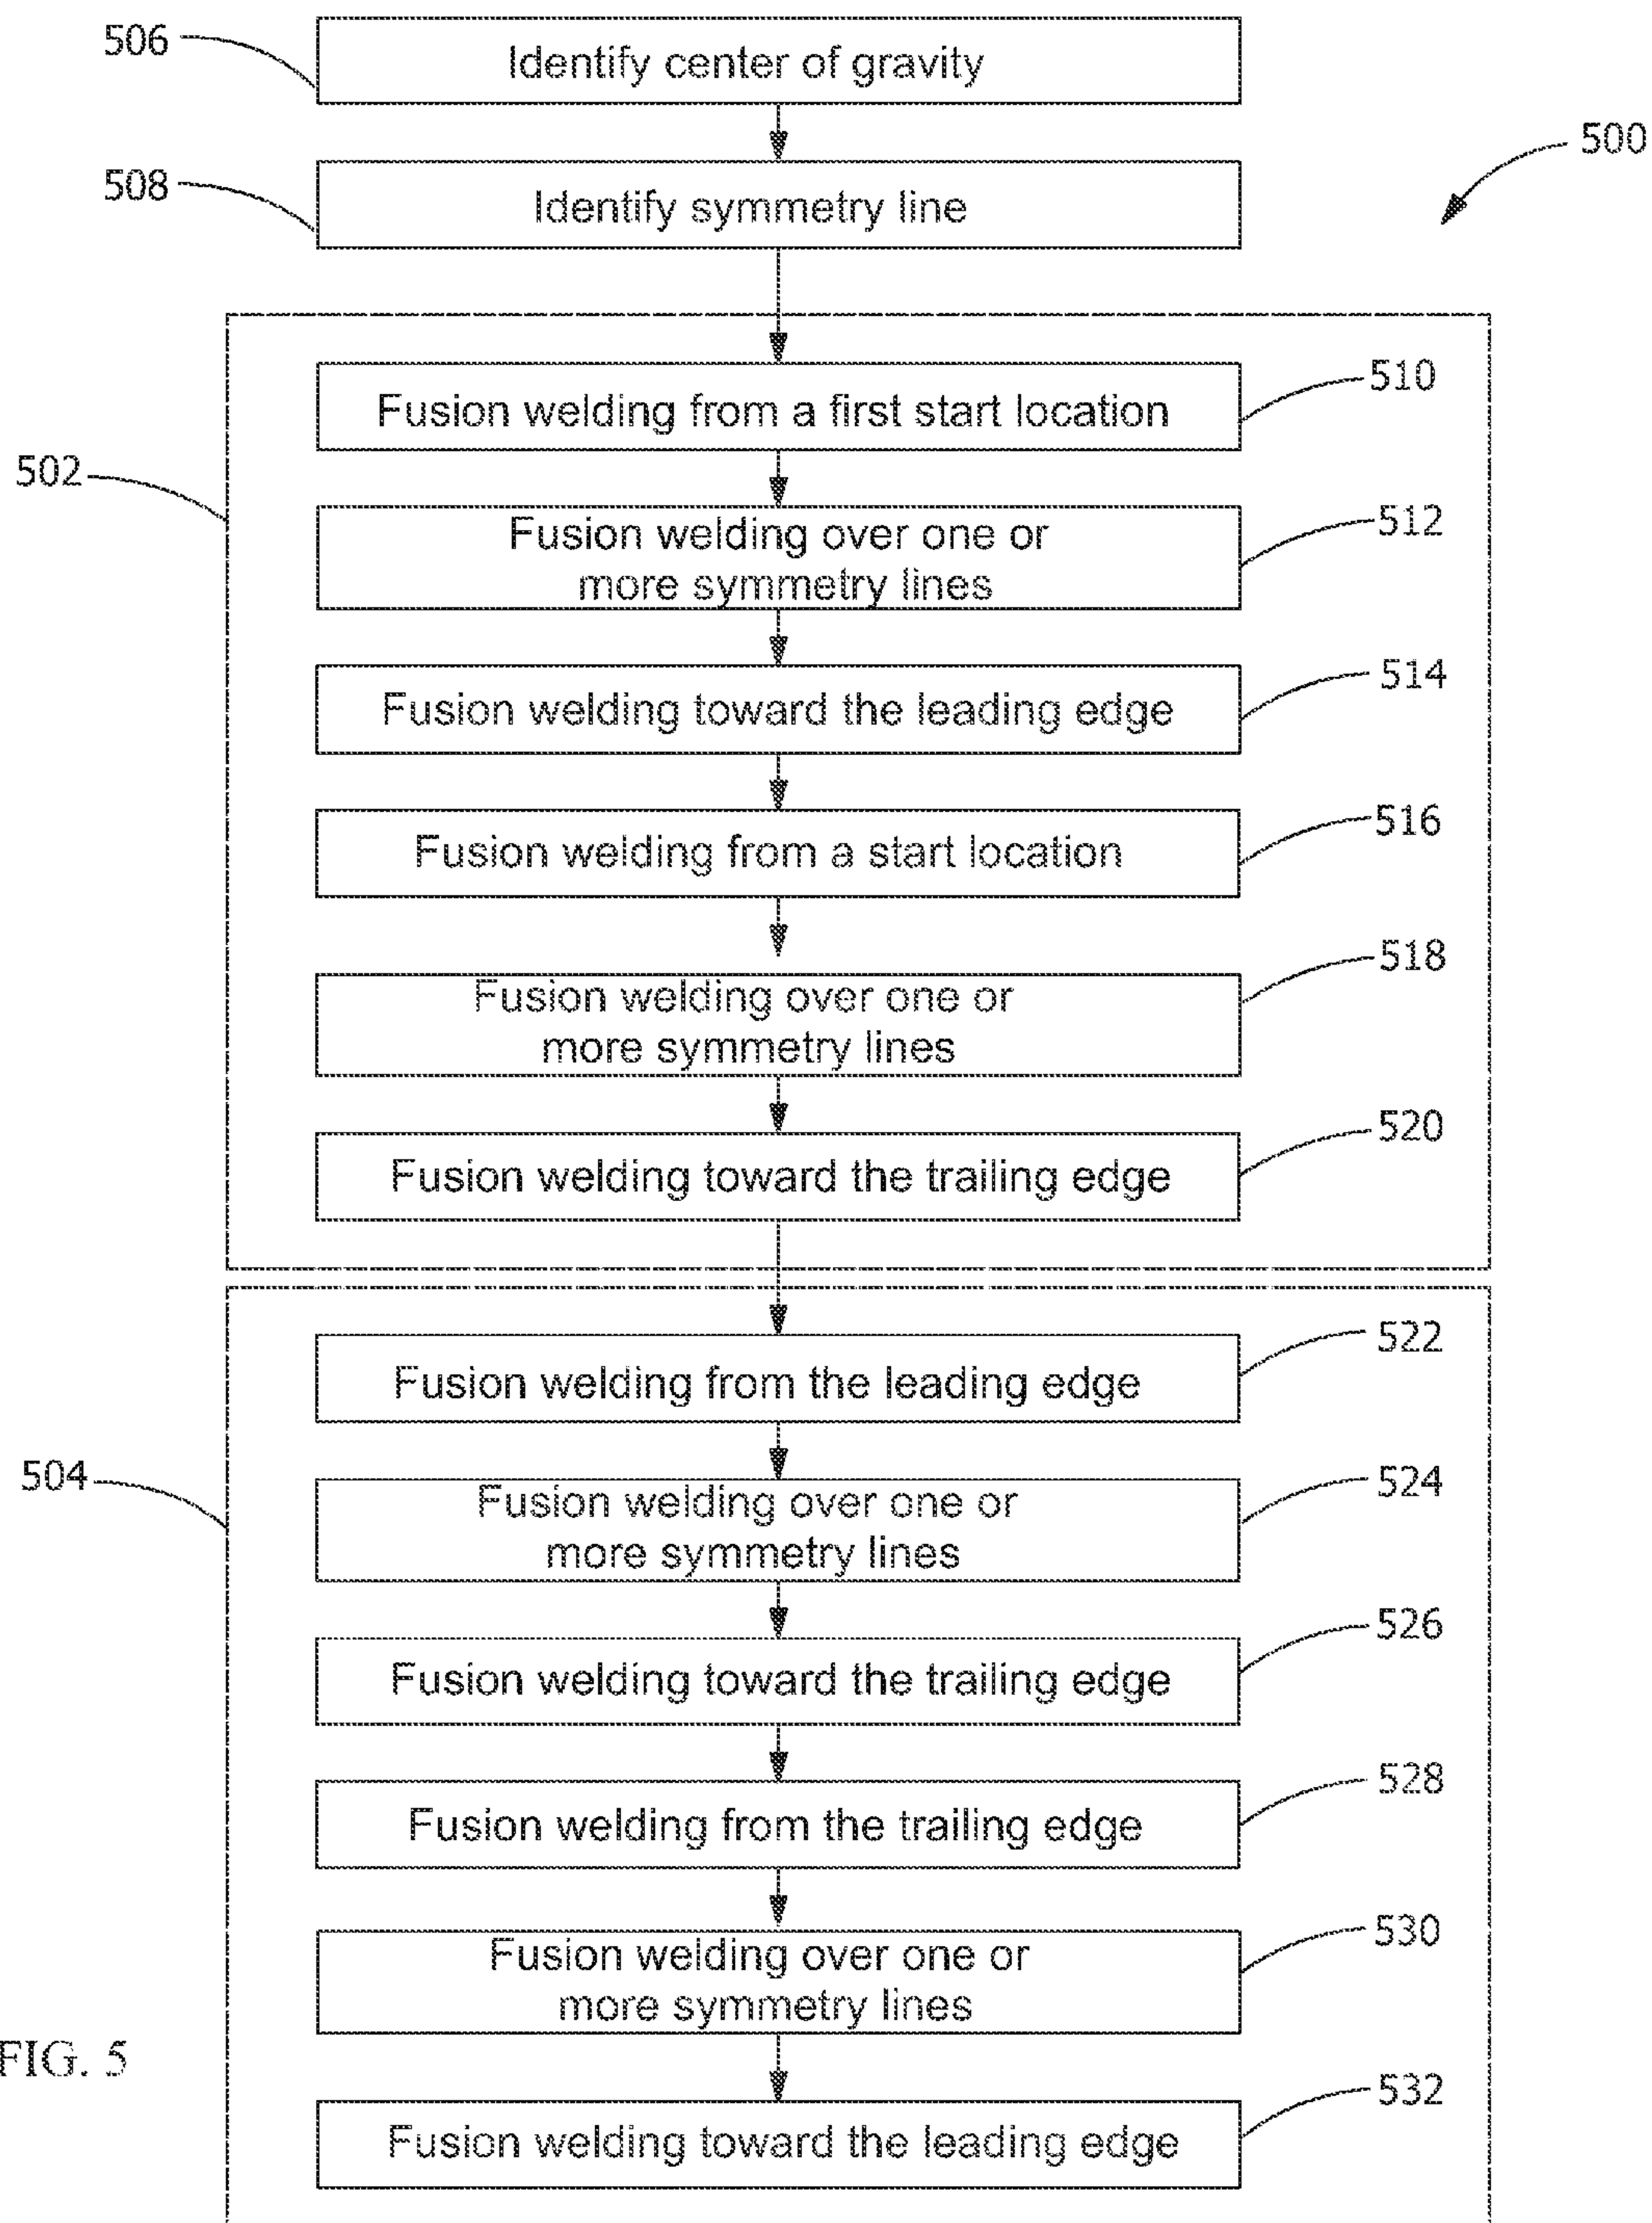 506
Identify center of gravity
500
508
Identify symmetry line
510
Fusion welding from a first start location
502
512
Fusion welding over one or
more symmetry lines
514
Fusion welding toward the leading edge
516
Fusion welding from a start location
518
Fusion welding over one or
more symmetry lines
520
Fusion welding toward the trailing edge
522
Fusion welding from the leading edge
504
524
Fusion welding over one or
more symmetry lines
526
Fusion welding toward the trailing edge
528
Fusion welding from the trailing edge
530
Fusion welding over one or
more symmetry lines
FIG. 5
532
Fusion welding toward the leading edge